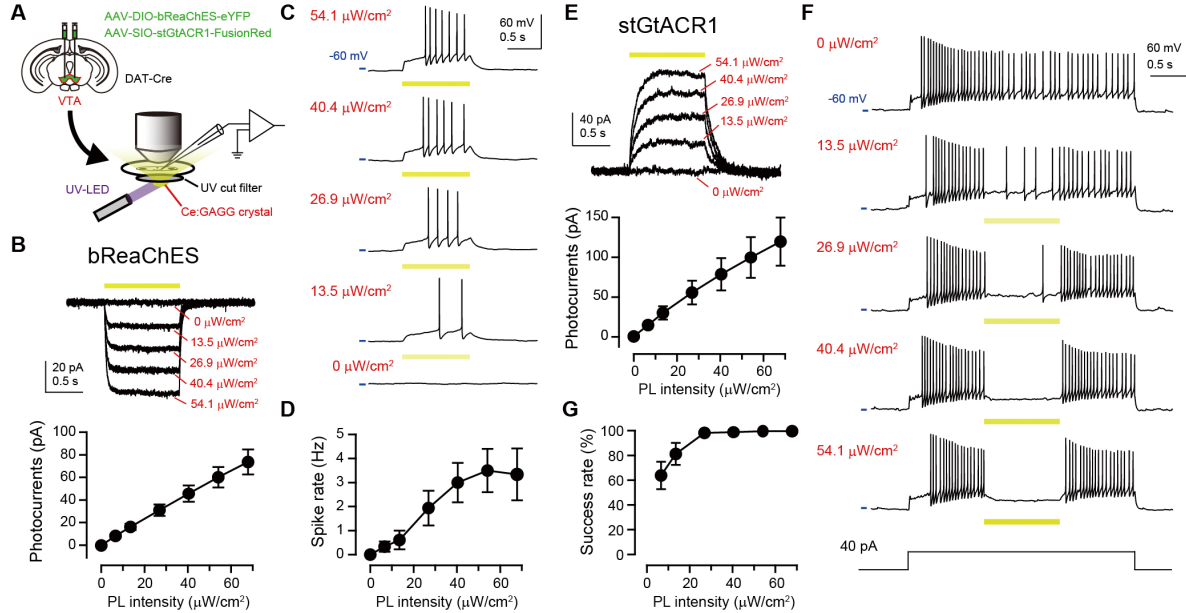 A
AAV-DIO-bReaChES-eYFP
AAV-SIO-stGtACR1-FusionRed
DAT-Cre
VTA
UV-LED
UV cut filter
Ce:GAGG crystal
B
bReaChES
0 μW/cm²
13.5 μW/cm²
26.9 μW/cm²
40.4 μW/cm²
54.1 μW/cm²
20 pA
0.5 s
Photocurrents (pA)
100
80
60
40
20
0
0 20 40 60
PL intensity (μW/cm²)
C
54.1 μW/cm²
60 mV
0.5 s
-60 mV
40.4 μW/cm²
26.9 μW/cm²
13.5 μW/cm²
0 μW/cm²
D
Spike rate (Hz)
5
4
3
2
1
0
0 20 40 60
PL intensity (μW/cm²)
E
stGtACR1
54.1 μW/cm²
40.4 μW/cm²
26.9 μW/cm²
13.5 μW/cm²
0 μW/cm²
40 pA
0.5 s
Photocurrents (pA)
150
100
50
0
0 20 40 60
PL intensity (μW/cm²)
F
0 μW/cm²
60 mV
0.5 s
-60 mV
13.5 μW/cm²
26.9 μW/cm²
40.4 μW/cm²
54.1 μW/cm²
40 pA
G
Success rate (%)
100
80
60
40
20
0
0 20 40 60
PL intensity (μW/cm²)